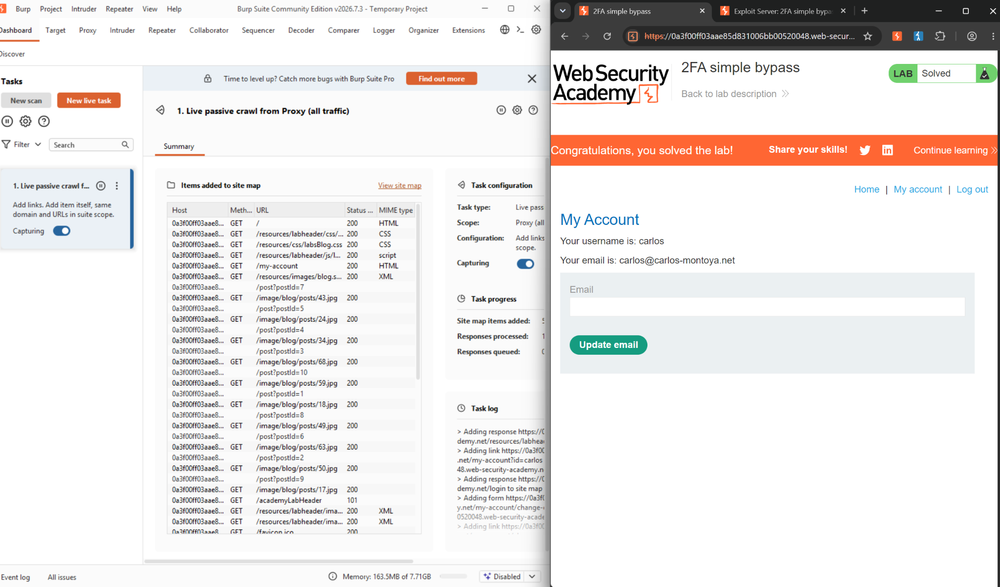 Burp Project Intruder Repeater View Help Burp Suite Community Edition v2026.7.3 - Temporary Project
Dashboard Target Proxy Intruder Repeater Collaborator Sequencer Decoder Comparer Logger Organizer Extensions
Discover
Tasks
New scan New live task
Filter Search
1. Live passive crawl f...
Add links. Add item itself, same
domain and URLs in suite scope.
Capturing
Time to level up? Catch more bugs with Burp Suite Pro Find out more
1. Live passive crawl from Proxy (all traffic)
Summary
Items added to site map View site map
Host Meth... URL Status ... MIME type
0a3f00ff03aae8... GET / 200 HTML
0a3f00ff03aae8... GET /resources/labheader/css/... 200 CSS
0a3f00ff03aae8... GET /resources/css/labsBlog.css 200 CSS
0a3f00ff03aae8... GET /resources/labheader/js/l... 200 script
0a3f00ff03aae8... GET /my-account 200 HTML
0a3f00ff03aae8... GET /resources/images/blog.s... 200 XML
0a3f00ff03aae8... /post?postId=7
0a3f00ff03aae8... GET /image/blog/posts/43.jpg 200
0a3f00ff03aae8... /post?postId=5
0a3f00ff03aae8... GET /image/blog/posts/24.jpg 200
0a3f00ff03aae8... /post?postId=4
0a3f00ff03aae8... GET /image/blog/posts/34.jpg 200
0a3f00ff03aae8... /post?postId=3
0a3f00ff03aae8... GET /image/blog/posts/68.jpg 200
0a3f00ff03aae8... /post?postId=10
0a3f00ff03aae8... GET /image/blog/posts/59.jpg 200
0a3f00ff03aae8... /post?postId=1
0a3f00ff03aae8... GET /image/blog/posts/18.jpg 200
0a3f00ff03aae8... /post?postId=8
0a3f00ff03aae8... GET /image/blog/posts/49.jpg 200
0a3f00ff03aae8... /post?postId=6
0a3f00ff03aae8... GET /image/blog/posts/63.jpg 200
0a3f00ff03aae8... /post?postId=2
0a3f00ff03aae8... GET /image/blog/posts/50.jpg 200
0a3f00ff03aae8... /post?postId=9
0a3f00ff03aae8... GET /image/blog/posts/17.jpg 200
0a3f00ff03aae8... GET /academyLabHeader 101
0a3f00ff03aae8... GET /resources/labheader/ima... 200 XML
0a3f00ff03aae8... GET /resources/labheader/ima... 200 XML
0a3f00ff03aae8... GET /favicon.ico 200
Task configuration
Task type: Live pass
Scope: Proxy (all
Configuration: Add links
scope.
Capturing
Task progress
Site map items added:
Responses processed: 1
Responses queued:
Task log
> Adding response https://0
demy.net/resources/labhea
> Adding link https://0a3f00
.net/my-account?id=carlos
48.web-security-academy.n
> Adding response https://0
demy.net/login to site map
> Adding form https://0a3f0
y.net/my-account/change-
0520048.web-security-acade
> Adding link https://0a3f00
Event log All issues Memory: 163.5MB of 7.71GB Disabled
2FA simple bypass Exploit Server: 2FA simple bypa
https://0a3f00ff03aae85d831006bb00520048.web-secur...
Web Security
Academy
2FA simple bypass
Back to lab description
LAB Solved
Congratulations, you solved the lab! Share your skills! Continue learning
Home | My account | Log out
My Account
Your username is: carlos
Your email is: carlos@carlos-montoya.net
Email
Update email